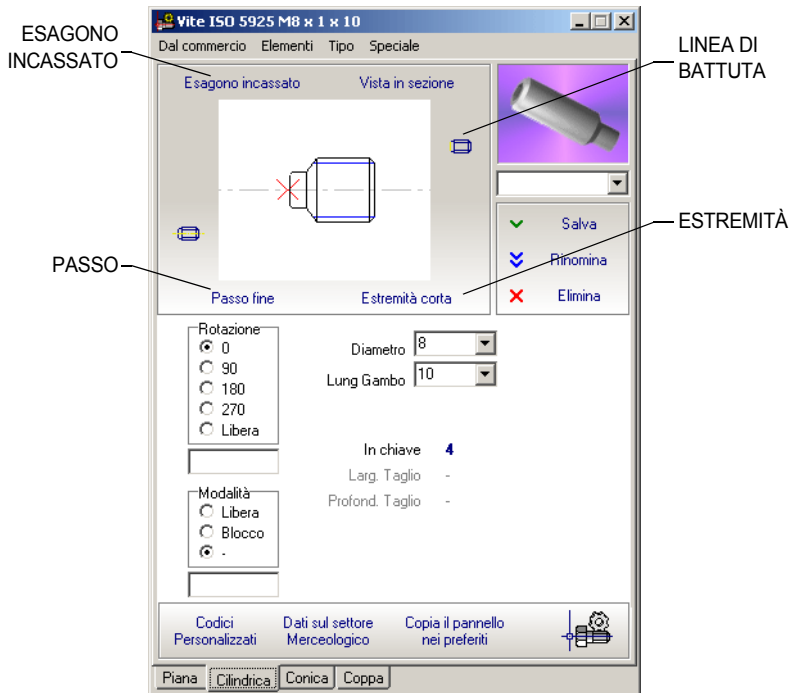 Vite ISO 5925 M8 x 1 x 10
Dal commercio Elementi Tipo Speciale
ESAGONO
INCASSATO
LINEA DI
BATTUTA
Esagono incassato Vista in sezione
Salva
ESTREMITÀ
Rinomina
PASSO
Elimina
Passo fine Estremità corta
Rotazione
0
90
180
270
Libera
Diametro 8
Lung Gambo 10
In chiave 4
Larg. Taglio -
Profond. Taglio -
Modalità
Libera
Blocco
-
Codici
Personalizzati
Dati sul settore
Merceologico
Copia il pannello
nei preferiti
Piana Cilindrica Conica Coppa